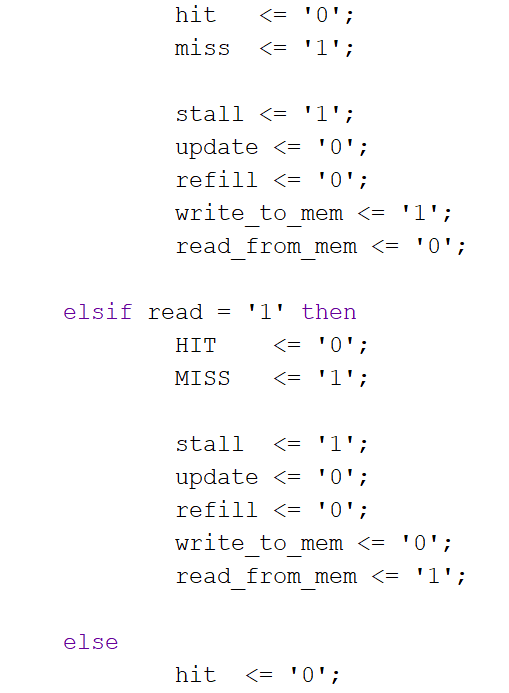 hit   <= '0';
miss  <= '1';
stall <= '1';
update <= '0';
refill <= '0';
write_to_mem <= '1';
read_from_mem <= '0';
elsif read = '1' then
HIT    <= '0';
MISS   <= '1';
stall  <= '1';
update <= '0';
refill <= '0';
write_to_mem <= '0';
read_from_mem <= '1';
else
hit  <= '0';